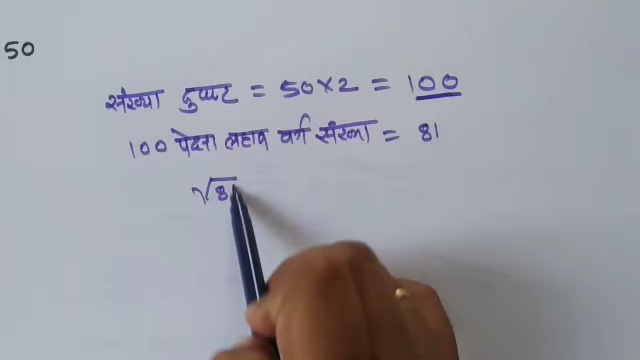 50
संख्या दुप्पट = 50 × 2 = 100
100 पेक्षा लहान वर्ग संख्या = 81
√8